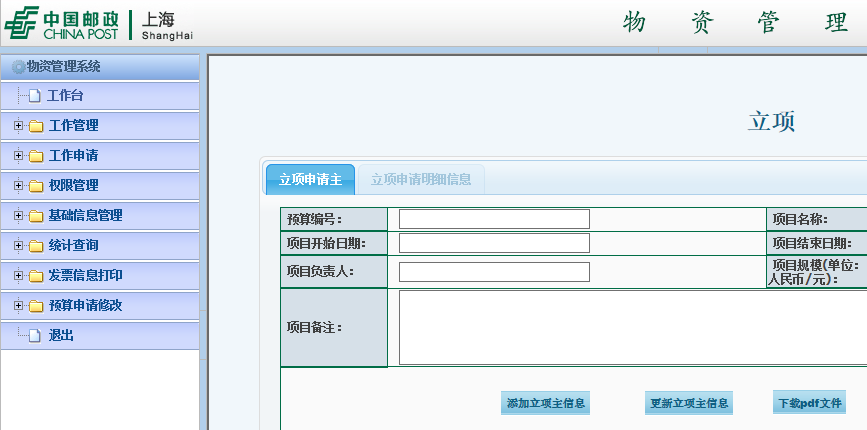 中国邮政
CHINA POST
上海
ShangHai
物 资 管 理
物资管理系统
工作台
工作管理
工作申请
权限管理
基础信息管理
统计查询
发票信息打印
预算申请修改
退出
立项
立项申请主 立项申请明细信息
预算编号: 项目名称:
项目开始日期: 项目结束日期:
项目负责人: 项目规模(单位:
人民币/元):
项目备注:
添加立项主信息 更新立项主信息 下载pdf文件